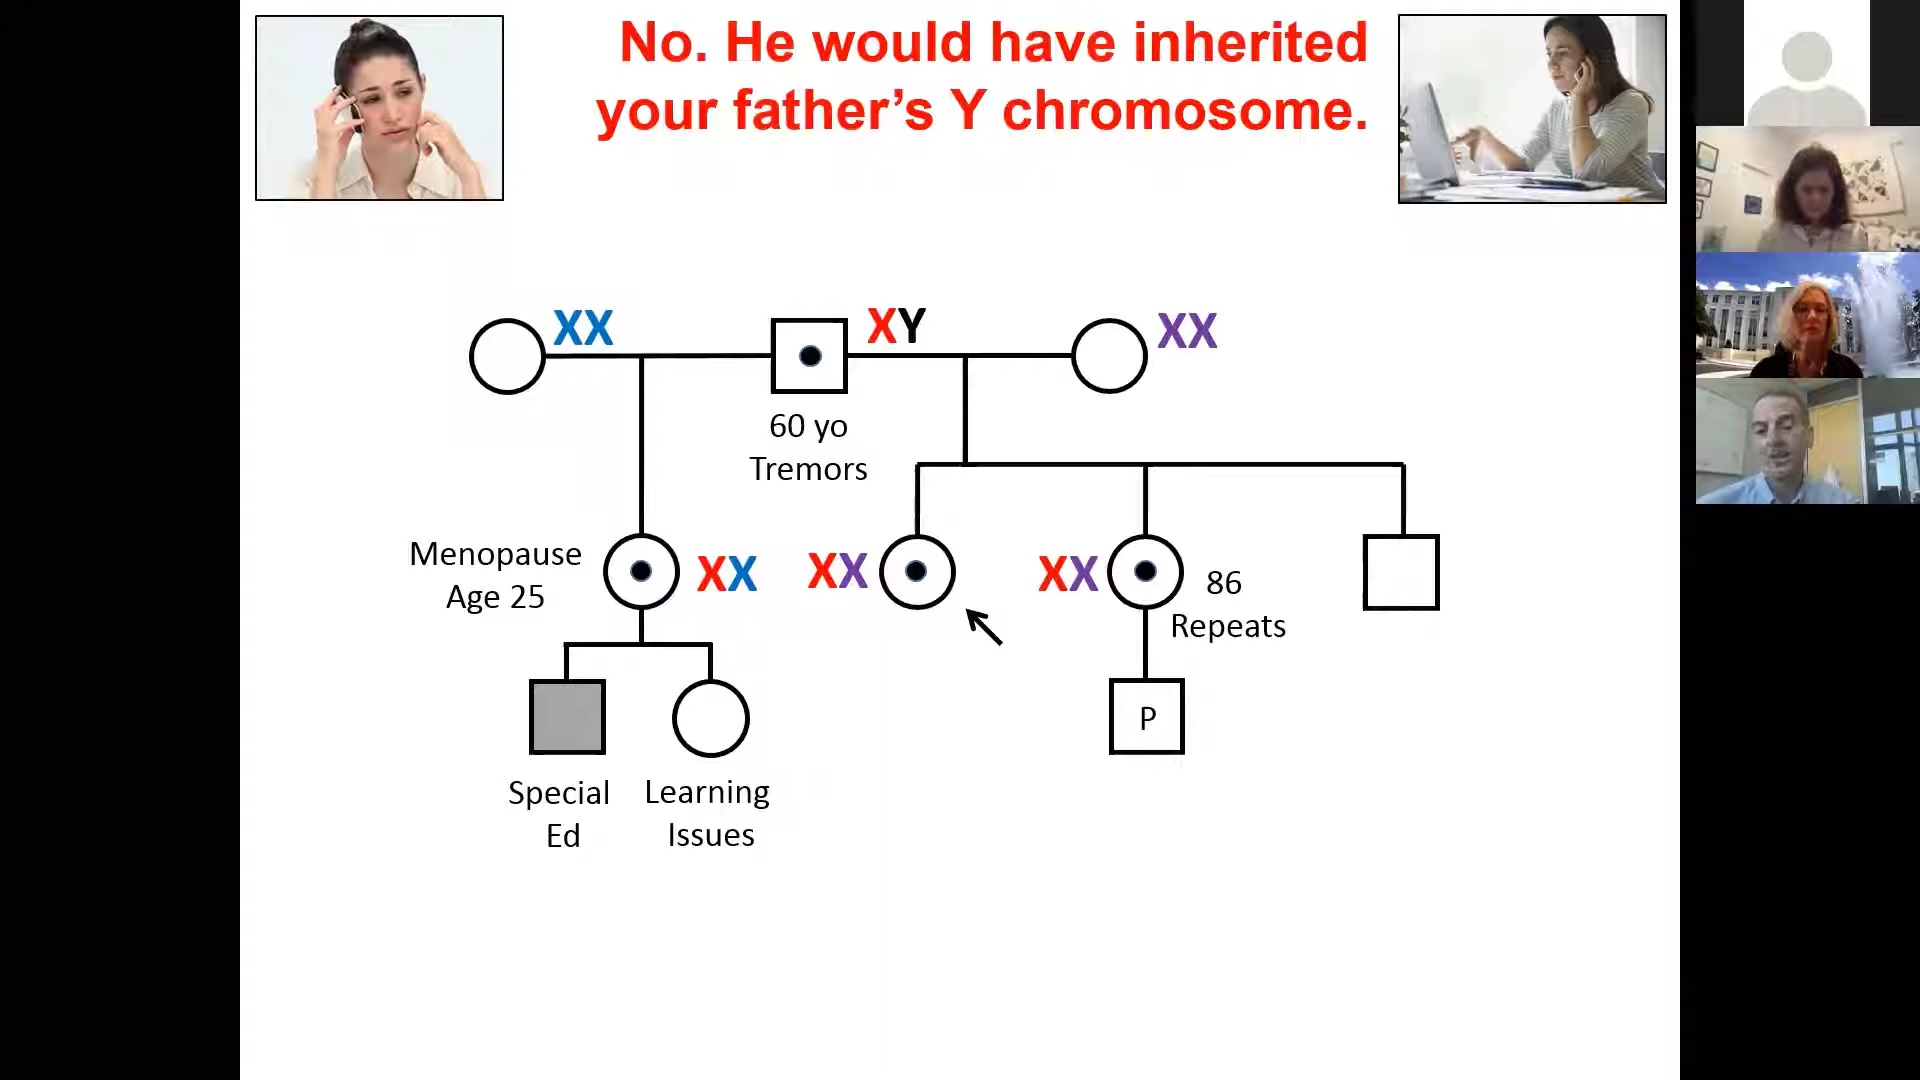 No. He would have inherited
your father’s Y chromosome.
XX
XY
XX
60 yo
Tremors
Menopause
Age 25
XX
XX
XX
86
Repeats
P
Special
Ed
Learning
Issues